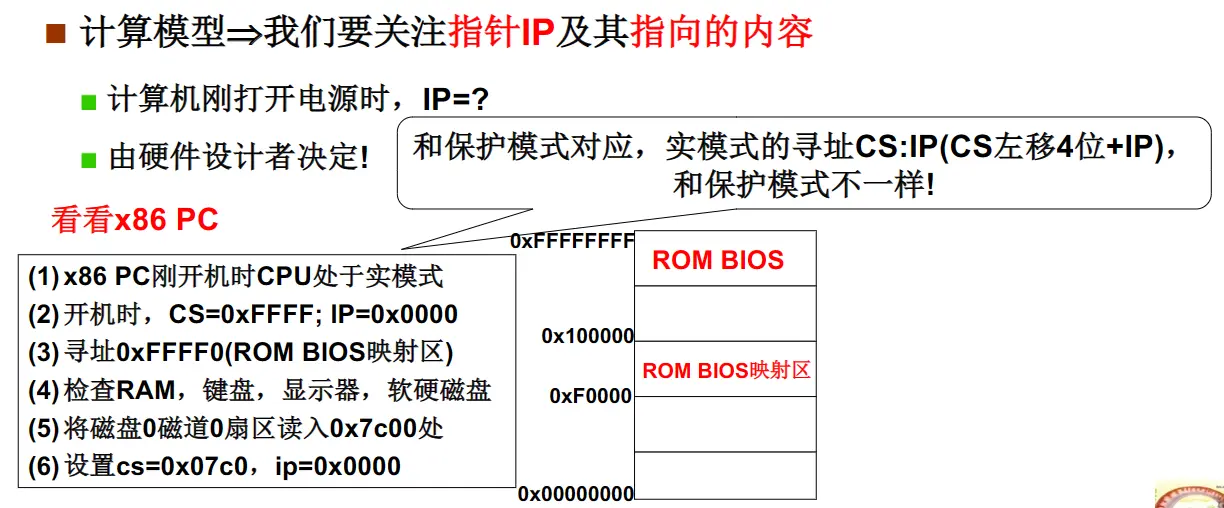 计算模型⇒我们要关注指针IP及其指向的内容
计算机刚打开电源时，IP=?
由硬件设计者决定!
和保护模式对应，实模式的寻址CS:IP(CS左移4位+IP)，
和保护模式不一样!
看看x86 PC
(1) x86 PC刚开机时CPU处于实模式
(2) 开机时，CS=0xFFFF; IP=0x0000
(3) 寻址0xFFFF0(ROM BIOS映射区)
(4) 检查RAM，键盘，显示器，软硬磁盘
(5) 将磁盘0磁道0扇区读入0x7c00处
(6) 设置cs=0x07c0，ip=0x0000
0xFFFFFFFF
ROM BIOS
0x100000
ROM BIOS映射区
0xF0000
0x00000000